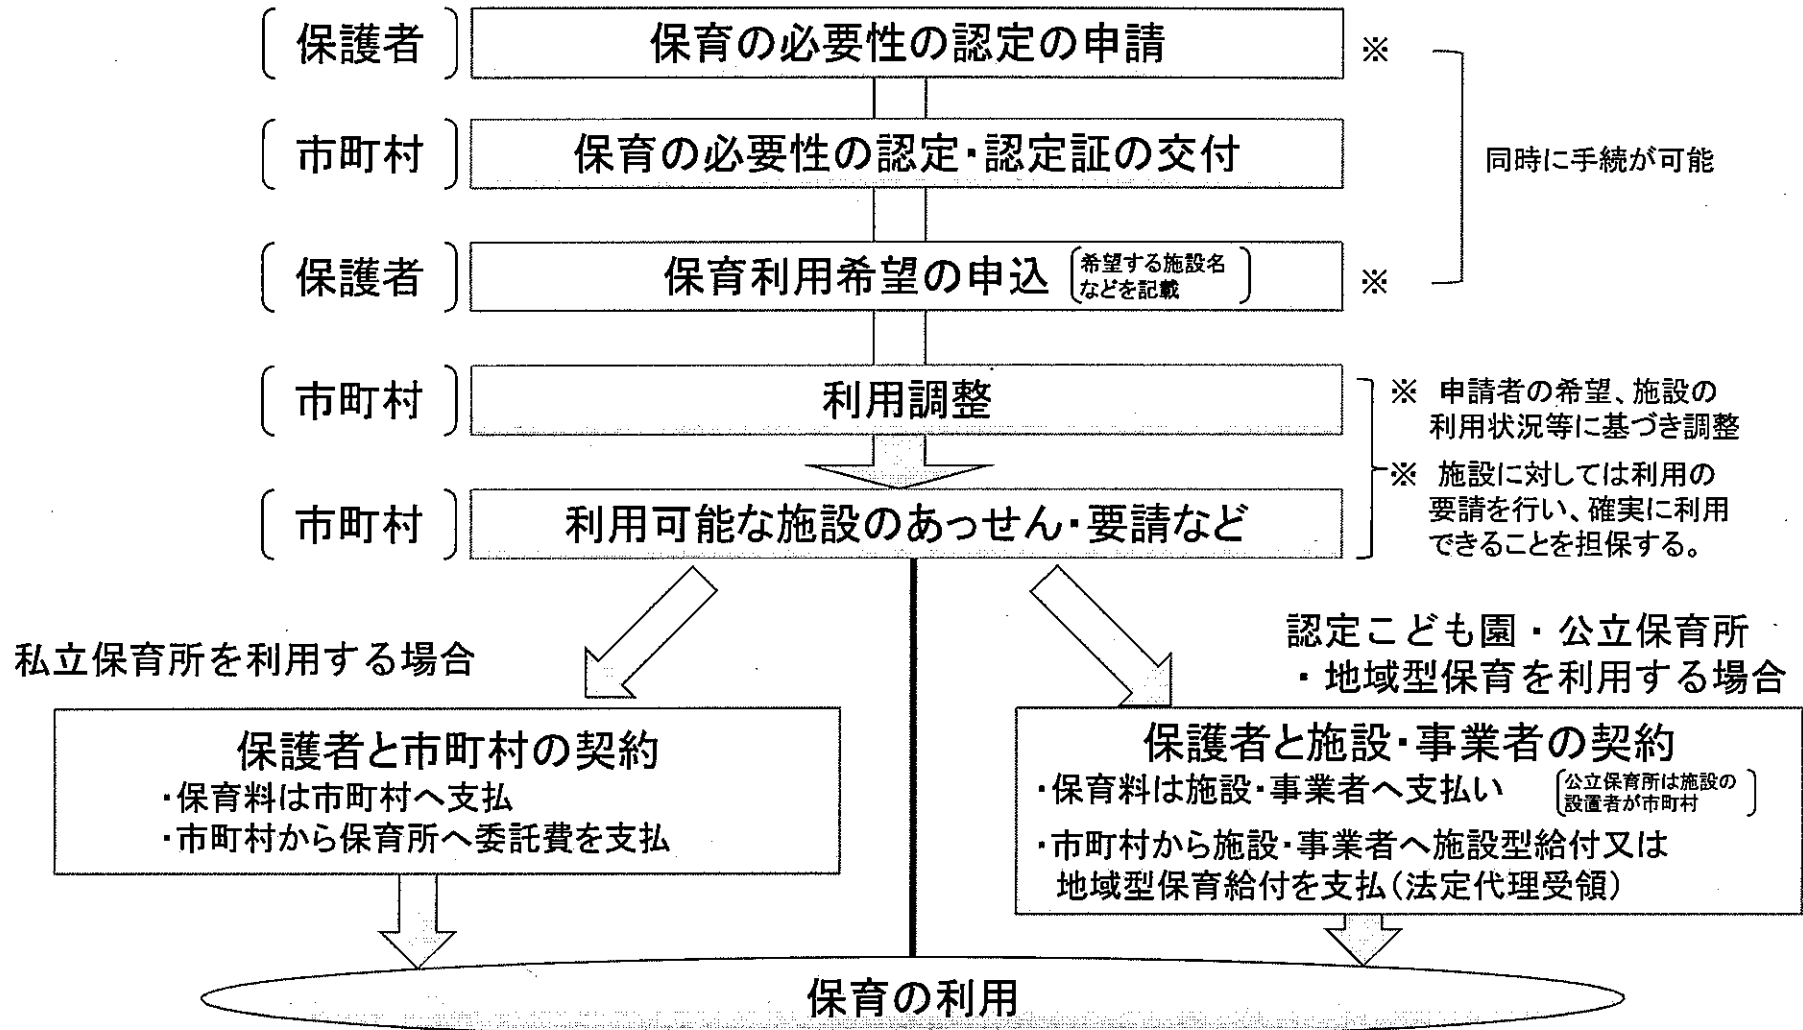 〔保護者〕 保育の必要性の認定の申請 ※
〔市町村〕 保育の必要性の認定・認定証の交付
同時に手続が可能
〔保護者〕 保育利用希望の申込 〔希望する施設名
などを記載〕 ※
〔市町村〕 利用調整
※ 申請者の希望、施設の
利用状況等に基づき調整
※ 施設に対しては利用の
要請を行い、確実に利用
できることを担保する。
〔市町村〕 利用可能な施設のあっせん・要請など
私立保育所を利用する場合
保護者と市町村の契約
・保育料は市町村へ支払
・市町村から保育所へ委託費を支払
認定こども園・公立保育所
・地域型保育を利用する場合
保護者と施設・事業者の契約
・保育料は施設・事業者へ支払い 〔公立保育所は施設の
設置者が市町村〕
・市町村から施設・事業者へ施設型給付又は
地域型保育給付を支払(法定代理受領)
保育の利用